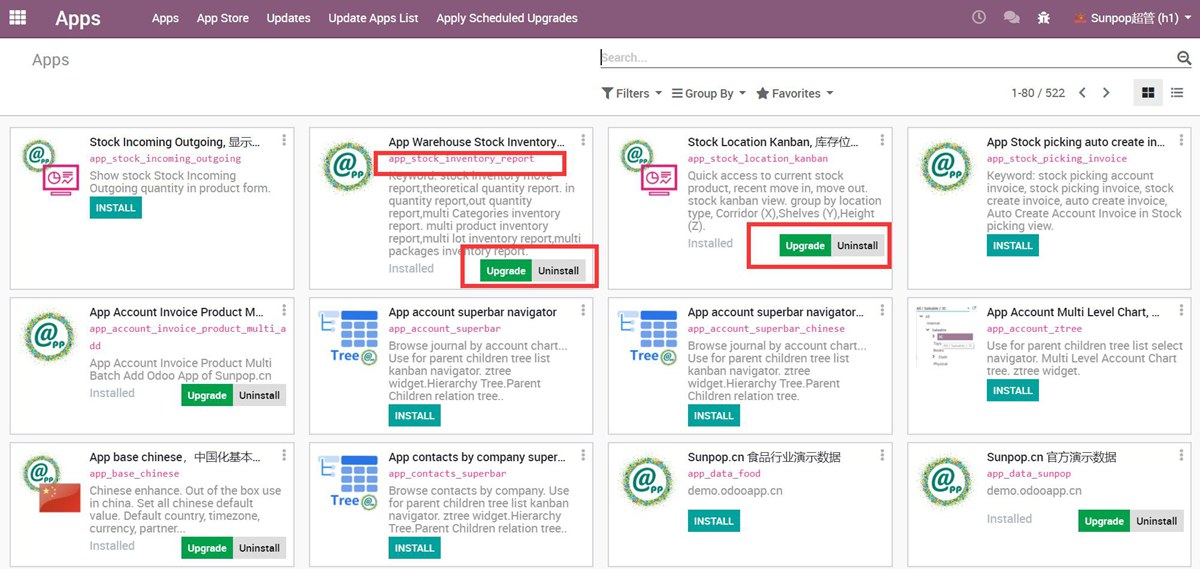 Apps
Apps
App Store
Updates
Update Apps List
Apply Scheduled Upgrades
Sunpop超管 (h1)
Apps
Search...
Filters
Group By
Favorites
1-80 / 522
Stock Incoming Outgoing, 显示...
app_stock_incoming_outgoing
Show stock Stock Incoming
Outgoing quantity in product form.
INSTALL
App Warehouse Stock Inventory...
app_stock_inventory_report
Keyword: stock inventory move
report,theoretical quantity report. in
quantity report,out quantity
report,multi Categories inventory
report. multi product inventory
report,multi lot inventory report,multi
packages inventory report.
Installed
Upgrade
Uninstall
Stock Location Kanban, 库存位...
app_stock_location_kanban
Quick access to current stock
product, recent move in, move out.
stock kanban view. group by location
type, Corridor (X),Shelves (Y),Height
(Z).
Installed
Upgrade
Uninstall
App Stock picking auto create in...
app_stock_picking_invoice
Keyword: stock picking account
invoice, stock picking invoice, stock
create invoice, auto create invoice,
Auto Create Account Invoice in Stock
picking view.
INSTALL
App Account Invoice Product M...
app_account_invoice_product_multi_a
dd
App Account Invoice Product Multi
Batch Add Odoo App of Sunpop.cn
Installed
Upgrade
Uninstall
Tree
App account superbar navigator
app_account_superbar
Browse journal by account chart...
Use for parent children tree list
kanban navigator. ztree
widget.Hierarchy Tree.Parent
Children relation tree..
INSTALL
Tree
App account superbar navigator...
app_account_superbar_chinese
Browse journal by account chart...
Use for parent children tree list
kanban navigator. ztree
widget.Hierarchy Tree.Parent
Children relation tree.
INSTALL
App Account Multi Level Chart, ...
app_account_ztree
Use for parent children tree list select
navigator. Multi Level Account Chart
tree. ztree widget.
INSTALL
App base chinese，中国化基本...
app_base_chinese
Chinese enhance. Out of the box use
in china. Set all chinese default
value. Default country, timezone,
currency, partner...
Installed
Upgrade
Uninstall
Tree
App contacts by company super...
app_contacts_superbar
Browse contacts by company. Use
for parent children tree list kanban
navigator. ztree widget.Hierarchy
Tree.Parent Children relation tree..
INSTALL
Sunpop.cn 食品行业演示数据
app_data_food
demo.odooapp.cn
INSTALL
Sunpop.cn 官方演示数据
app_data_sunpop
demo.odooapp.cn
Installed
Upgrade
Uninstall